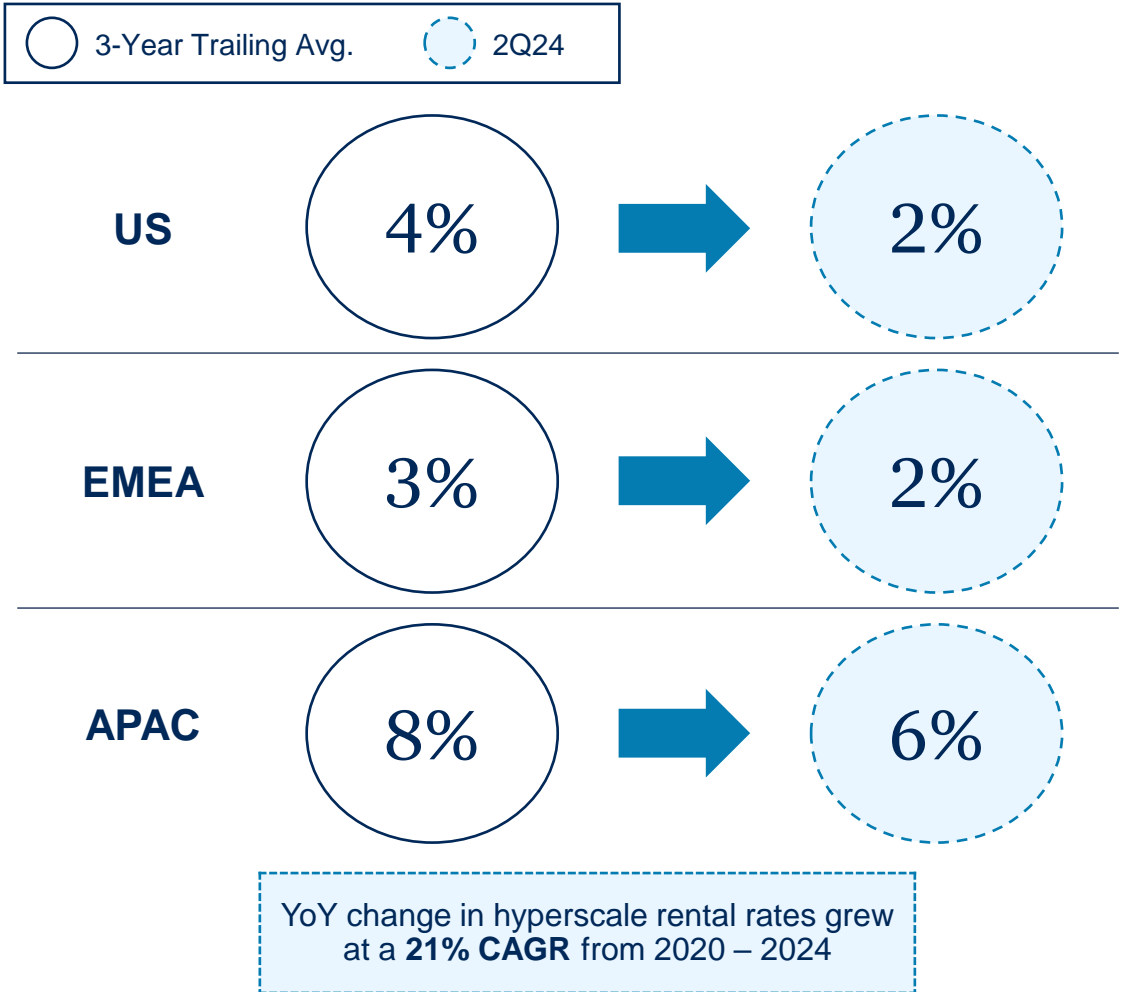 3-Year Trailing Avg.
2Q24
US
4%
2%
EMEA
3%
2%
APAC
8%
6%
YoY change in hyperscale rental rates grew
at a 21% CAGR from 2020 – 2024